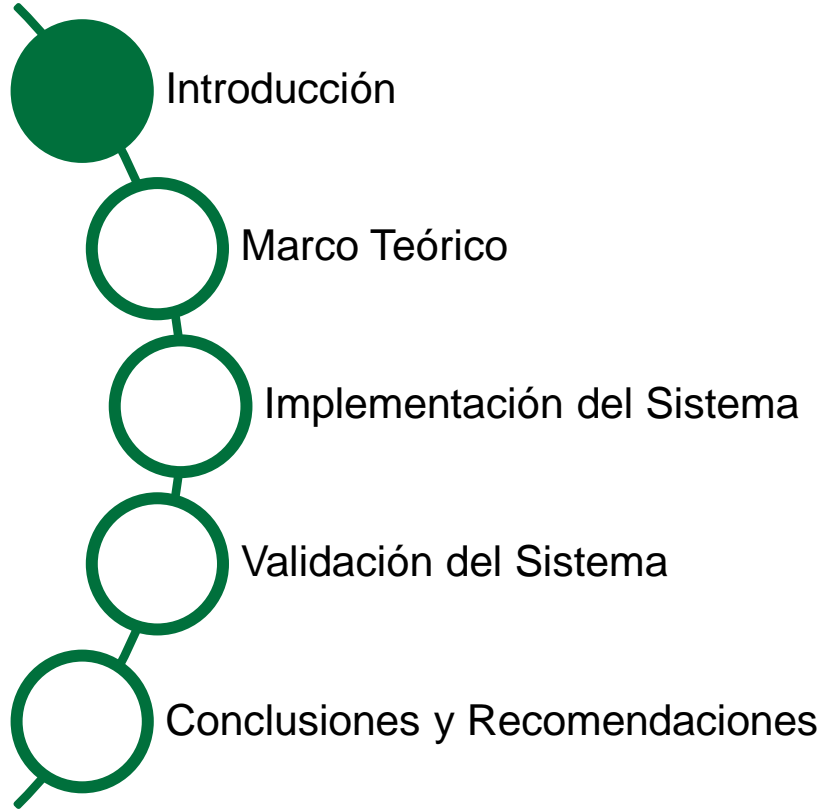 Introducción
Marco Teórico
Implementación del Sistema
Validación del Sistema
Conclusiones y Recomendaciones